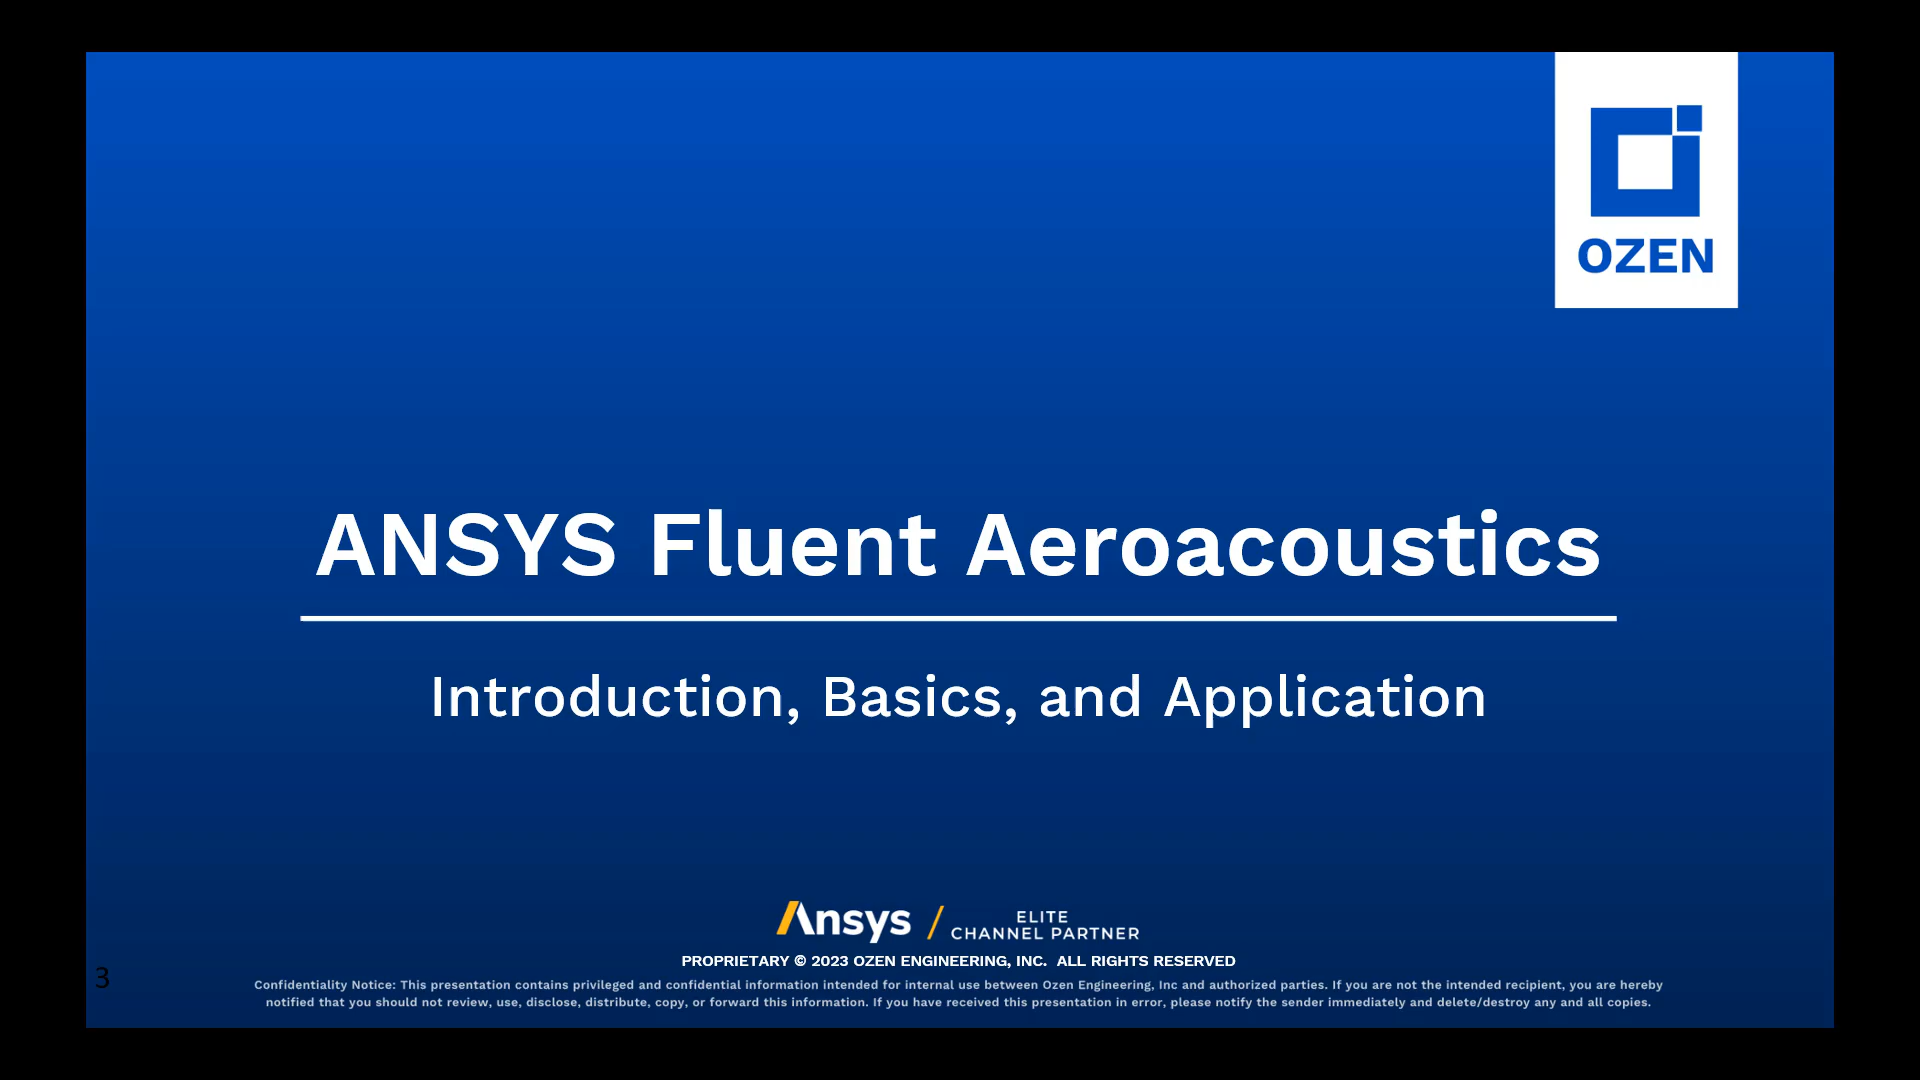 OZEN
ANSYS Fluent Aeroacoustics
Introduction, Basics, and Application
Ansys / ELITE
CHANNEL PARTNER
PROPRIETARY © 2023 OZEN ENGINEERING, INC. ALL RIGHTS RESERVED
3
Confidentiality Notice: This presentation contains privileged and confidential information intended for internal use between Ozen Engineering, Inc and authorized parties. If you are not the intended recipient, you are hereby
notified that you should not review, use, disclose, distribute, copy, or forward this information. If you have received this presentation in error, please notify the sender immediately and delete/destroy any and all copies.